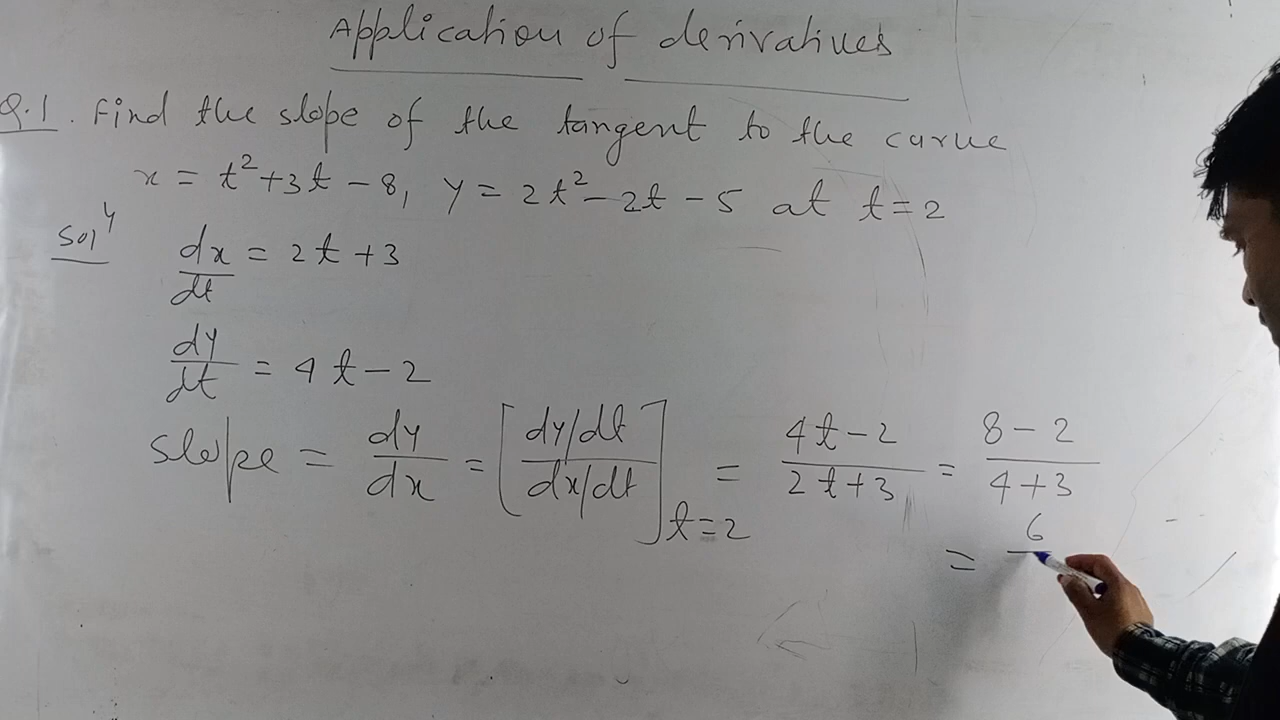 Application of derivatives
Q.1. Find the slope of the tangent to the curve
x = t²+3t-8, y = 2t²-2t-5 at t=2
Solⁿ
dx/dt = 2t+3
dy/dt = 4t-2
slope = dy/dx = [dy/dt / dx/dt]t=2 = 4t-2/2t+3 = 8-2/4+3
= 6/